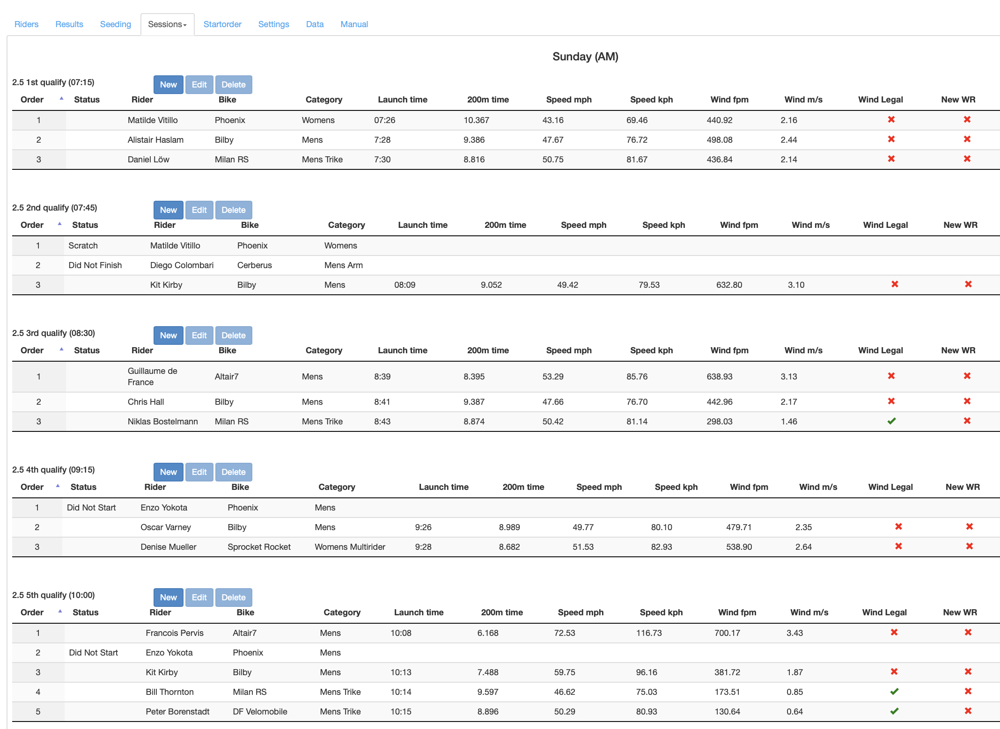 Riders Results Seeding Sessions Startorder Settings Data Manual
Sunday (AM)
2.5 1st qualify (07:15) New Edit Delete
Order Status Rider Bike Category Launch time 200m time Speed mph Speed kph Wind fpm Wind m/s Wind Legal New WR
1 Matilde Vitillo Phoenix Womens 07:26 10.367 43.16 69.46 440.92 2.16
2 Alistair Haslam Bilby Mens 7:28 9.386 47.67 76.72 498.08 2.44
3 Daniel Löw Milan RS Mens Trike 7:30 8.816 50.75 81.67 436.84 2.14
2.5 2nd qualify (07:45) New Edit Delete
Order Status Rider Bike Category Launch time 200m time Speed mph Speed kph Wind fpm Wind m/s Wind Legal New WR
1 Scratch Matilde Vitillo Phoenix Womens
2 Did Not Finish Diego Colombari Cerberus Mens Arm
3 Kit Kirby Bilby Mens 08:09 9.052 49.42 79.53 632.80 3.10
2.5 3rd qualify (08:30) New Edit Delete
Order Status Rider Bike Category Launch time 200m time Speed mph Speed kph Wind fpm Wind m/s Wind Legal New WR
1 Guillaume de France Altair7 Mens 8:39 8.395 53.29 85.76 638.93 3.13
2 Chris Hall Bilby Mens 8:41 9.387 47.66 76.70 442.96 2.17
3 Niklas Bostelmann Milan RS Mens Trike 8:43 8.874 50.42 81.14 298.03 1.46
2.5 4th qualify (09:15) New Edit Delete
Order Status Rider Bike Category Launch time 200m time Speed mph Speed kph Wind fpm Wind m/s Wind Legal New WR
1 Did Not Start Enzo Yokota Phoenix Mens
2 Oscar Varney Bilby Mens 9:26 8.989 49.77 80.10 479.71 2.35
3 Denise Mueller Sprocket Rocket Womens Multirider 9:28 8.682 51.53 82.93 538.90 2.64
2.5 5th qualify (10:00) New Edit Delete
Order Status Rider Bike Category Launch time 200m time Speed mph Speed kph Wind fpm Wind m/s Wind Legal New WR
1 Francois Pervis Altair7 Mens 10:08 6.168 72.53 116.73 700.17 3.43
2 Did Not Start Enzo Yokota Phoenix Mens
3 Kit Kirby Bilby Mens 10:13 7.488 59.75 96.16 381.72 1.87
4 Bill Thornton Milan RS Mens Trike 10:14 9.597 46.62 75.03 173.51 0.85
5 Peter Borenstadt DF Velomobile Mens Trike 10:15 8.896 50.29 80.93 130.64 0.64